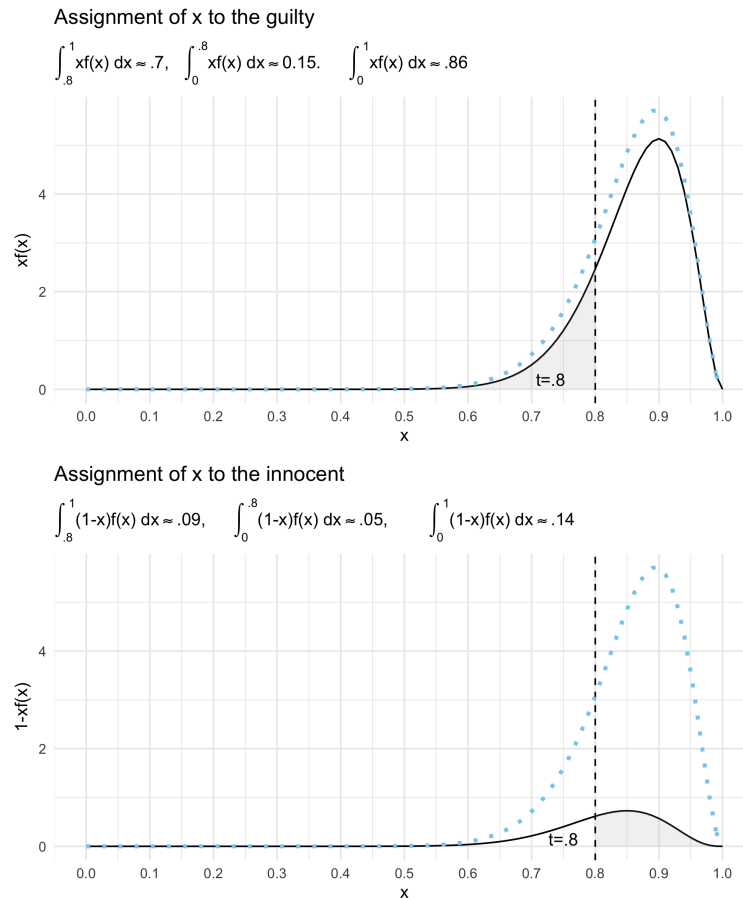 Assignment of x to the guilty
∫.8^1 xf(x) dx ≈ .7, ∫0^.8 xf(x) dx ≈ 0.15. ∫0^1 xf(x) dx ≈ .86
xf(x)
4
2
0
t=.8
0.0 0.1 0.2 0.3 0.4 0.5 0.6 0.7 0.8 0.9 1.0
x
Assignment of x to the innocent
∫.8^1 (1-x)f(x) dx ≈ .09, ∫0^.8 (1-x)f(x) dx ≈ .05, ∫0^1 (1-x)f(x) dx ≈ .14
1-xf(x)
4
2
0
t=.8
0.0 0.1 0.2 0.3 0.4 0.5 0.6 0.7 0.8 0.9 1.0
x